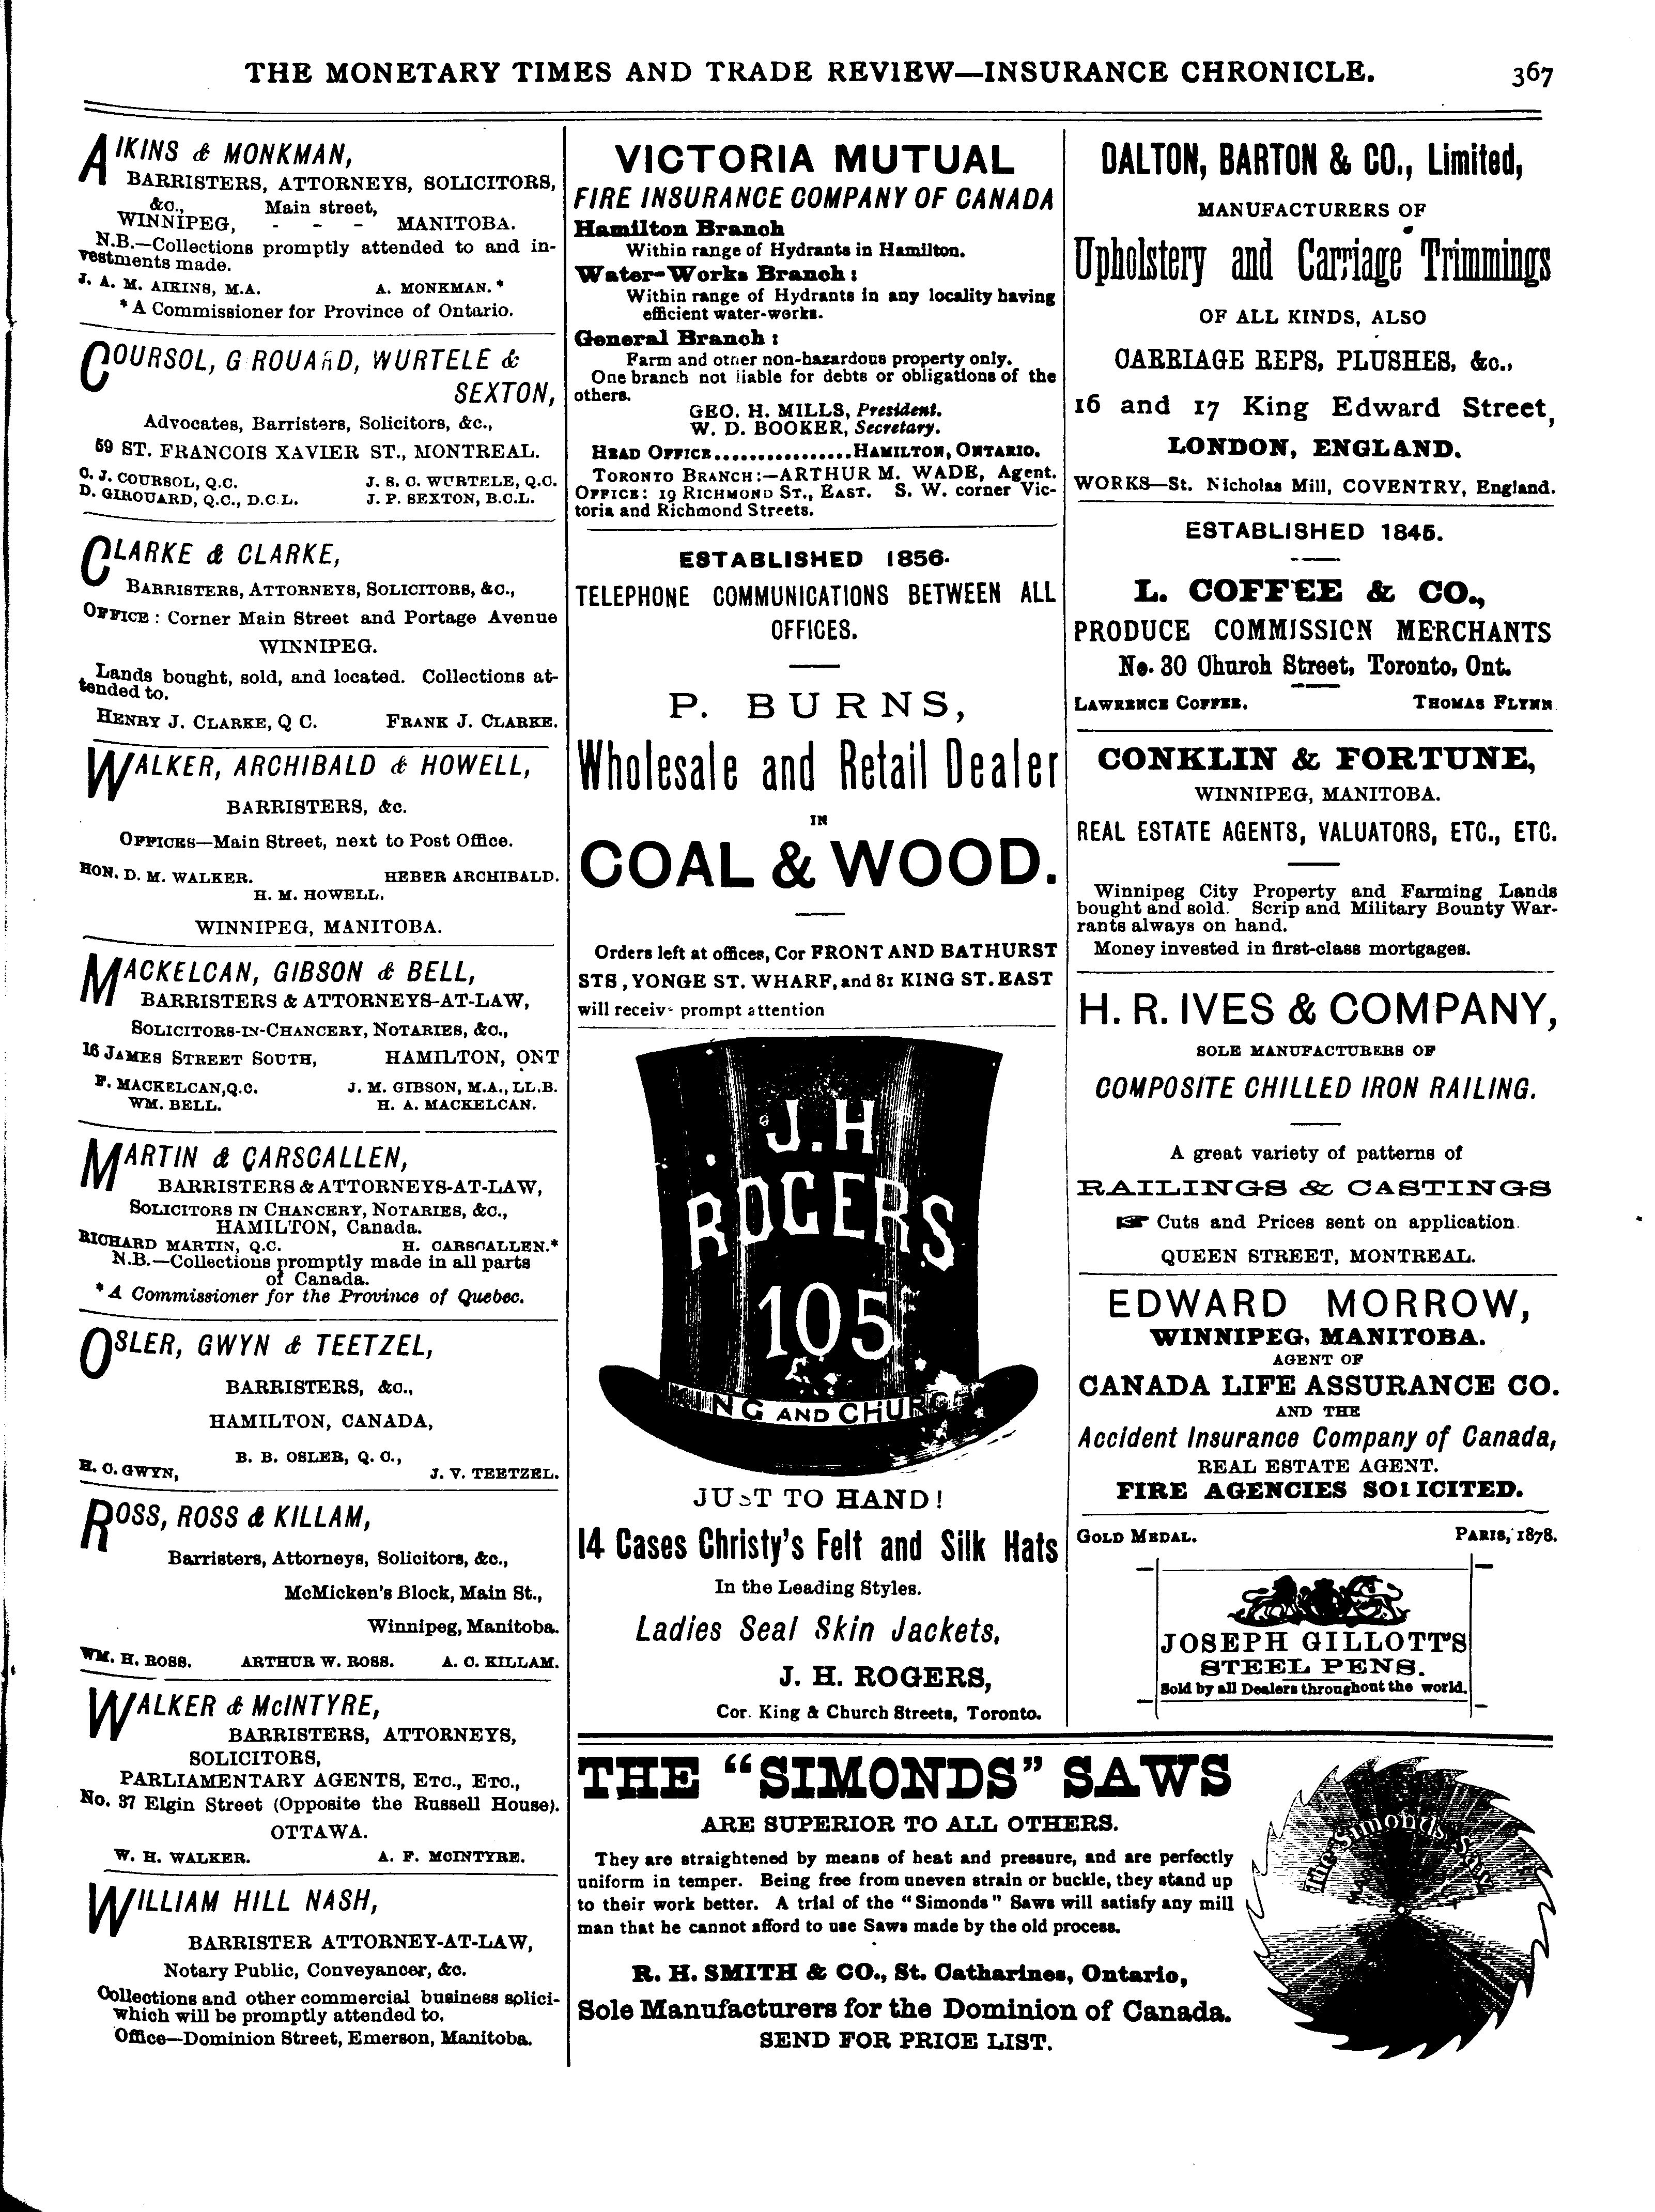 THE MONETARY TIMES AND TRADE REVIEW—INSURANCE CHRONICLE. 367
AIKINS & MONKMAN,
BARRISTERS, ATTORNEYS, SOLICITORS,
&c., Main street,
WINNIPEG, - - - MANITOBA.
N.B.—Collections promptly attended to and in-
vestments made.
J. A. M. AIKINS, M.A. A. MONKMAN.*
* A Commissioner for Province of Ontario.
COURSOL, GIROUARD, WURTELE &
SEXTON,
Advocates, Barristers, Solicitors, &c.,
59 ST. FRANCOIS XAVIER ST., MONTREAL.
C. J. COURSOL, Q.C. J. S. C. WURTELE, Q.C.
D. GIROUARD, Q.C., D.C.L. J. P. SEXTON, B.C.L.
CLARKE & CLARKE,
BARRISTERS, ATTORNEYS, SOLICITORS, &C.,
OFFICE : Corner Main Street and Portage Avenue
WINNIPEG.
Lands bought, sold, and located. Collections at-
tended to.
HENRY J. CLARKE, Q C. FRANK J. CLARKE.
WALKER, ARCHIBALD & HOWELL,
BARRISTERS, &c.
OFFICES—Main Street, next to Post Office.
HON. D. M. WALKER. HEBER ARCHIBALD.
H. M. HOWELL.
WINNIPEG, MANITOBA.
MACKELCAN, GIBSON & BELL,
BARRISTERS & ATTORNEYS-AT-LAW,
SOLICITORS-IN-CHANCERY, NOTARIES, &C.,
16 JAMES STREET SOUTH, HAMILTON, ONT
F. MACKELCAN, Q.C. J. M. GIBSON, M.A., LL.B.
WM. BELL. H. A. MACKELCAN.
MARTIN & CARSCALLEN,
BARRISTERS & ATTORNEYS-AT-LAW,
SOLICITORS IN CHANCERY, NOTARIES, &C.,
HAMILTON, Canada.
RICHARD MARTIN, Q.C. H. CARSCALLEN.*
N.B.—Collections promptly made in all parts
of Canada.
* A Commissioner for the Province of Quebec.
OSLER, GWYN & TEETZEL,
BARRISTERS, &C.,
HAMILTON, CANADA,
B. B. OSLER, Q. C.,
H. C. GWYN, J. V. TEETZEL.
ROSS, ROSS & KILLAM,
Barristers, Attorneys, Solicitors, &c.,
McMicken's Block, Main St.,
Winnipeg, Manitoba.
WM. H. ROSS. ARTHUR W. ROSS. A. C. KILLAM.
WALKER & McINTYRE,
BARRISTERS, ATTORNEYS,
SOLICITORS,
PARLIAMENTARY AGENTS, ETC., ETC.,
No. 37 Elgin Street (Opposite the Russell House).
OTTAWA.
W. H. WALKER. A. F. MCINTYRE.
WILLIAM HILL NASH,
BARRISTER ATTORNEY-AT-LAW,
Notary Public, Conveyancer, &c.
Collections and other commercial business splici-
which will be promptly attended to.
Office—Dominion Street, Emerson, Manitoba.
VICTORIA MUTUAL
FIRE INSURANCE COMPANY OF CANADA
Hamilton Branch
Within range of Hydrants in Hamilton.
Water-Works Branch :
Within range of Hydrants in any locality having
efficient water-works.
General Branch :
Farm and other non-hazardous property only.
One branch not liable for debts or obligations of the
others.
GEO. H. MILLS, President.
W. D. BOOKER, Secretary.
HEAD OFFICE................HAMILTON, ONTARIO.
TORONTO BRANCH:—ARTHUR M. WADE, Agent.
OFFICE: 19 RICHMOND ST., EAST. S. W. corner Vic-
toria and Richmond Streets.
ESTABLISHED 1856.
TELEPHONE COMMUNICATIONS BETWEEN ALL
OFFICES.
P. BURNS,
Wholesale and Retail Dealer
IN
COAL & WOOD.
Orders left at offices, Cor FRONT AND BATHURST
STS, YONGE ST. WHARF, and 81 KING ST. EAST
will receive prompt attention
J.H
ROGERS
105
KING AND CHURCH
JUST TO HAND!
14 Cases Christy's Felt and Silk Hats
In the Leading Styles.
Ladies Seal Skin Jackets,
J. H. ROGERS,
Cor. King & Church Streets, Toronto.
DALTON, BARTON & CO., Limited,
MANUFACTURERS OF
Upholstery and Carriage Trimmings
OF ALL KINDS, ALSO
CARRIAGE REPS, PLUSHES, &c.,
16 and 17 King Edward Street,
LONDON, ENGLAND.
WORKS—St. Nicholas Mill, COVENTRY, England.
ESTABLISHED 1845.
L. COFFEE & CO.,
PRODUCE COMMISSION MERCHANTS
No. 30 Church Street, Toronto, Ont.
LAWRENCE COFFEE. THOMAS FLYNN
CONKLIN & FORTUNE,
WINNIPEG, MANITOBA.
REAL ESTATE AGENTS, VALUATORS, ETC., ETC.
Winnipeg City Property and Farming Lands
bought and sold. Scrip and Military Bounty War-
rants always on hand.
Money invested in first-class mortgages.
H. R. IVES & COMPANY,
SOLE MANUFACTURERS OF
COMPOSITE CHILLED IRON RAILING.
A great variety of patterns of
RAILINGS & CASTINGS
☞ Cuts and Prices sent on application.
QUEEN STREET, MONTREAL.
EDWARD MORROW,
WINNIPEG, MANITOBA.
AGENT OF
CANADA LIFE ASSURANCE CO.
AND THE
Accident Insurance Company of Canada,
REAL ESTATE AGENT.
FIRE AGENCIES SOLICITED.
GOLD MEDAL. PARIS, 1878.
JOSEPH GILLOTT'S
STEEL PENS.
Sold by all Dealers throughout the world.
THE "SIMONDS" SAWS
ARE SUPERIOR TO ALL OTHERS.
They are straightened by means of heat and pressure, and are perfectly
uniform in temper. Being free from uneven strain or buckle, they stand up
to their work better. A trial of the "Simonds" Saws will satisfy any mill
man that he cannot afford to use Saws made by the old process.
R. H. SMITH & CO., St. Catharines, Ontario,
Sole Manufacturers for the Dominion of Canada.
SEND FOR PRICE LIST.
The Simonds Saw